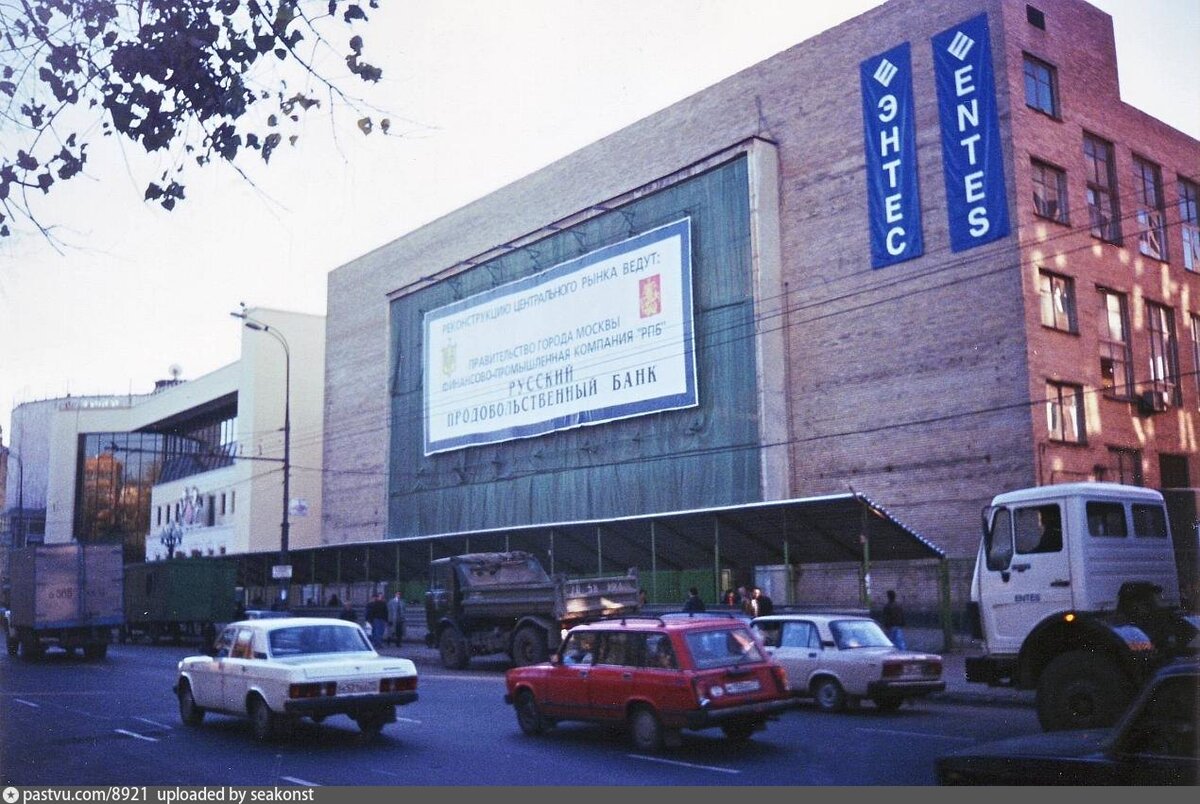 РЕКОНСТРУКЦИЮ ЦЕНТРАЛЬНОГО РЫНКА ВЕДУТ:
ПРАВИТЕЛЬСТВО ГОРОДА МОСКВЫ
ФИНАНСОВО-ПРОМЫШЛЕННАЯ КОМПАНИЯ "РПБ"
РУССКИЙ
ПРОДОВОЛЬСТВЕННЫЙ БАНК
ЭНТЕС
ENTES
ENTES
pastvu.com/8921 uploaded by seakonst